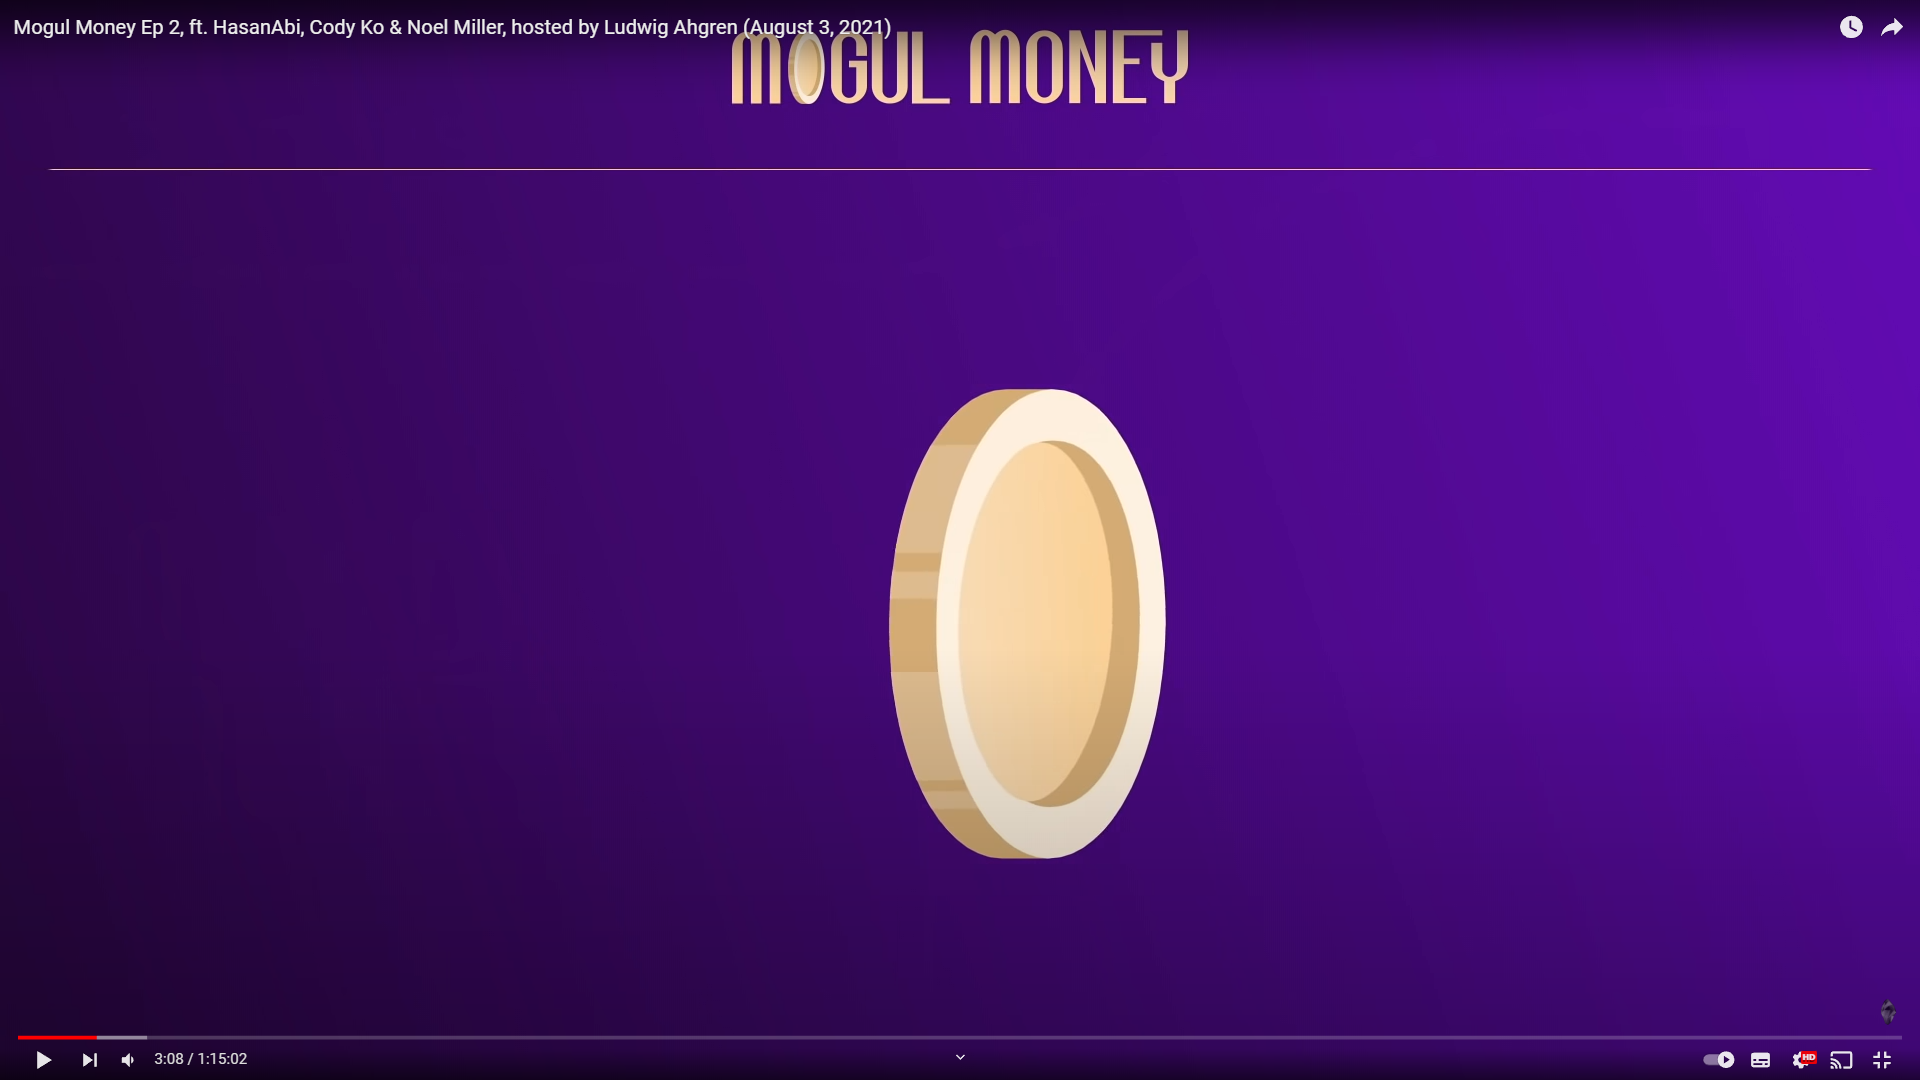 Mogul Money Ep 2, ft. HasanAbi, Cody Ko & Noel Miller, hosted by Ludwig Ahgren (August 3, 2021)
MOGUL MONEY
3:08 / 1:15:02
HD